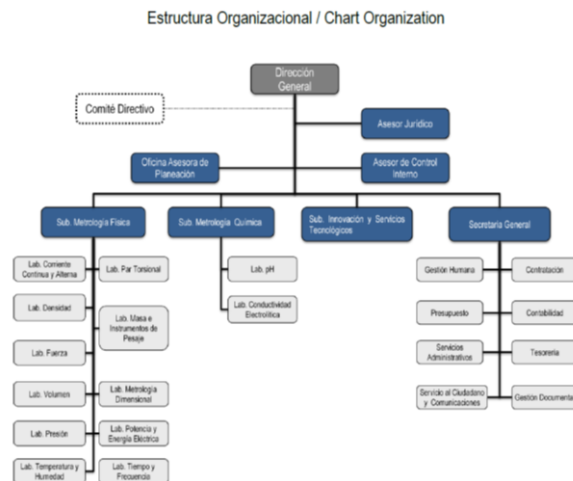 Estructura Organizacional / Chart Organization
Dirección
General
Comité Directivo
Asesor Jurídico
Oficina Asesora de
Planeación
Asesor de Control
Interno
Sub. Metrología Física
Sub. Metrología Química
Sub. Innovación y Servicios
Tecnológicos
Secretaria General
Lab. Corriente
Continua y Alterna
Lab. Par Torsional
Lab. pH
Gestión Humana
Contratación
Lab. Densidad
Lab. Masa e
Instrumentos de
Pesaje
Lab. Conductividad
Electrolítica
Presupuesto
Contabilidad
Lab. Fuerza
Servicios
Administrativos
Tesorería
Lab. Volumen
Lab. Metrología
Dimensional
Servicio al Ciudadano
y Comunicaciones
Gestión Documental
Lab. Presión
Lab. Potencia y
Energía Eléctrica
Lab. Temperatura y
Humedad
Lab. Tiempo y
Frecuencia